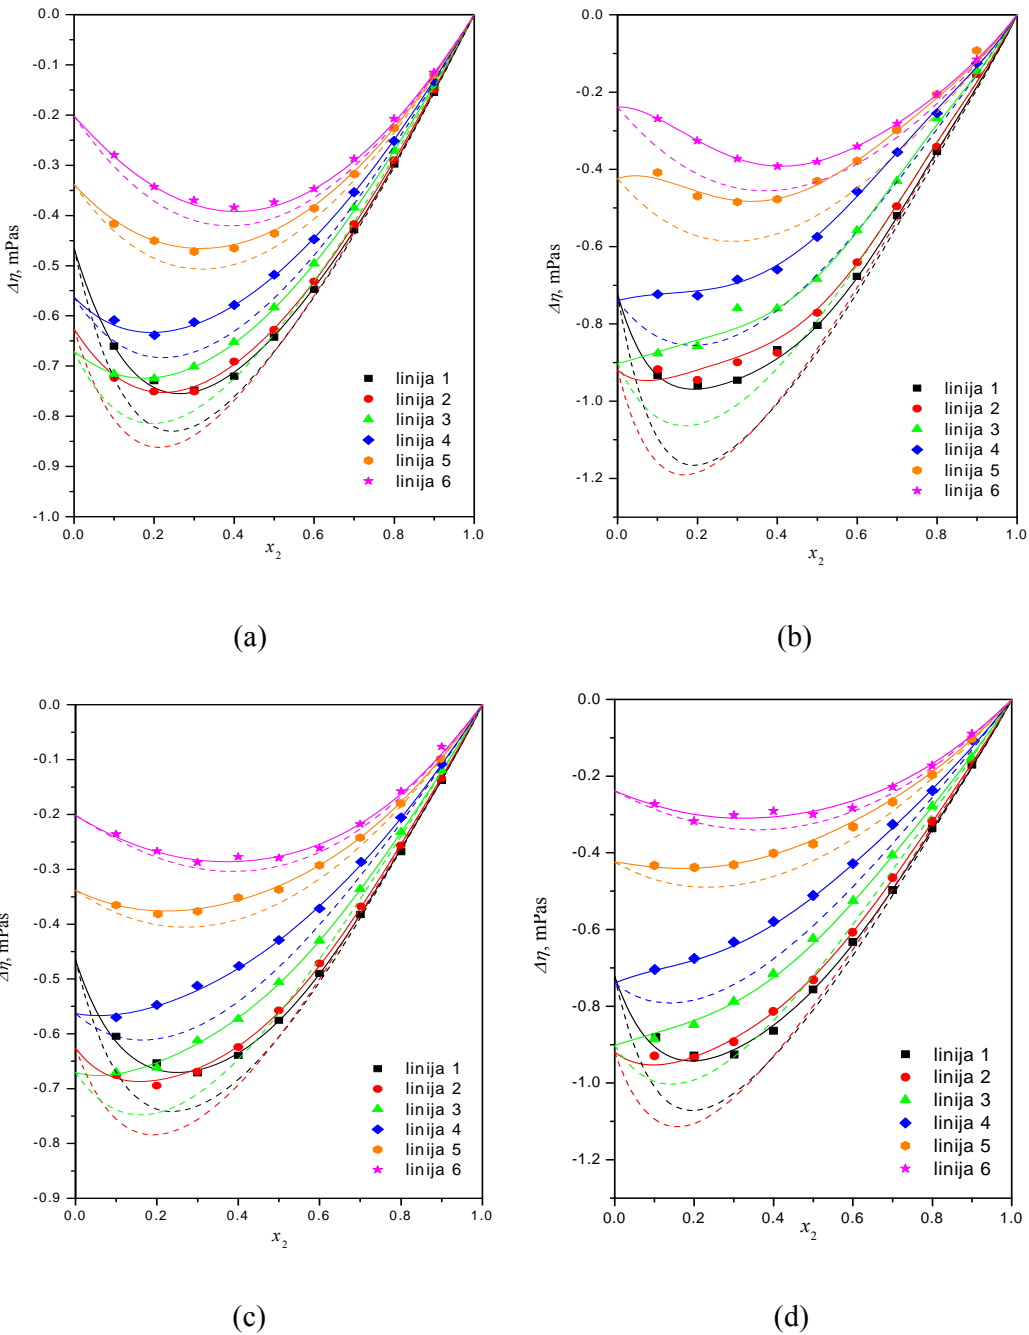 0.0
-0.1
-0.2
-0.3
-0.4
-0.5
-0.6
-0.7
-0.8
-0.9
-1.0
Δη, mPas
0.0 0.2 0.4 0.6 0.8 1.0
x2
linija 1
linija 2
linija 3
linija 4
linija 5
linija 6
(a)
0.0
-0.2
-0.4
-0.6
-0.8
-1.0
-1.2
Δη, mPas
0.0 0.2 0.4 0.6 0.8 1.0
x2
linija 1
linija 2
linija 3
linija 4
linija 5
linija 6
(b)
0.0
-0.1
-0.2
-0.3
-0.4
-0.5
-0.6
-0.7
-0.8
-0.9
Δη, mPas
0.0 0.2 0.4 0.6 0.8 1.0
x2
linija 1
linija 2
linija 3
linija 4
linija 5
linija 6
(c)
0.0
-0.2
-0.4
-0.6
-0.8
-1.0
-1.2
Δη, mPas
0.0 0.2 0.4 0.6 0.8 1.0
x2
linija 1
linija 2
linija 3
linija 4
linija 5
linija 6
(d)